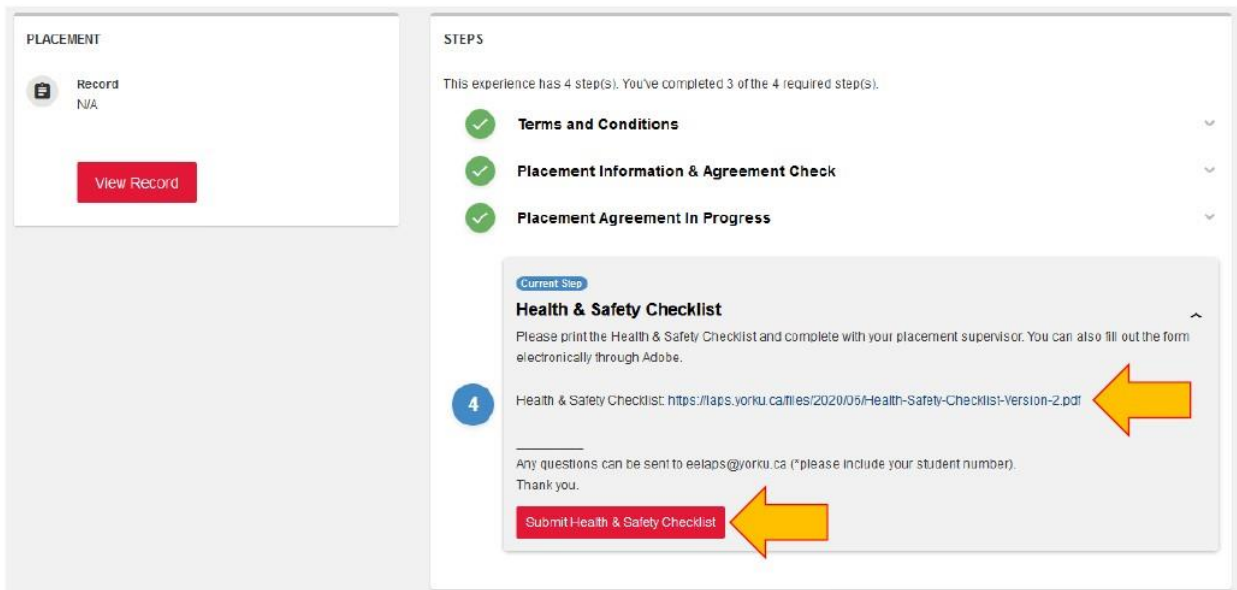 PLACEMENT
Record
N/A
View Record
STEPS
This experience has 4 step(s). You've completed 3 of the 4 required step(s).
Terms and Conditions
Placement Information & Agreement Check
Placement Agreement In Progress
Current Step
Health & Safety Checklist
Please print the Health & Safety Checklist and complete with your placement supervisor. You can also fill out the form
electronically through Adobe.
4
Health & Safety Checklist: https://laps.yorku.ca/files/2020/06/Health-Safety-Checklist-Version-2.pdf
Any questions can be sent to eelaps@yorku.ca (*please include your student number).
Thank you.
Submit Health & Safety Checklist